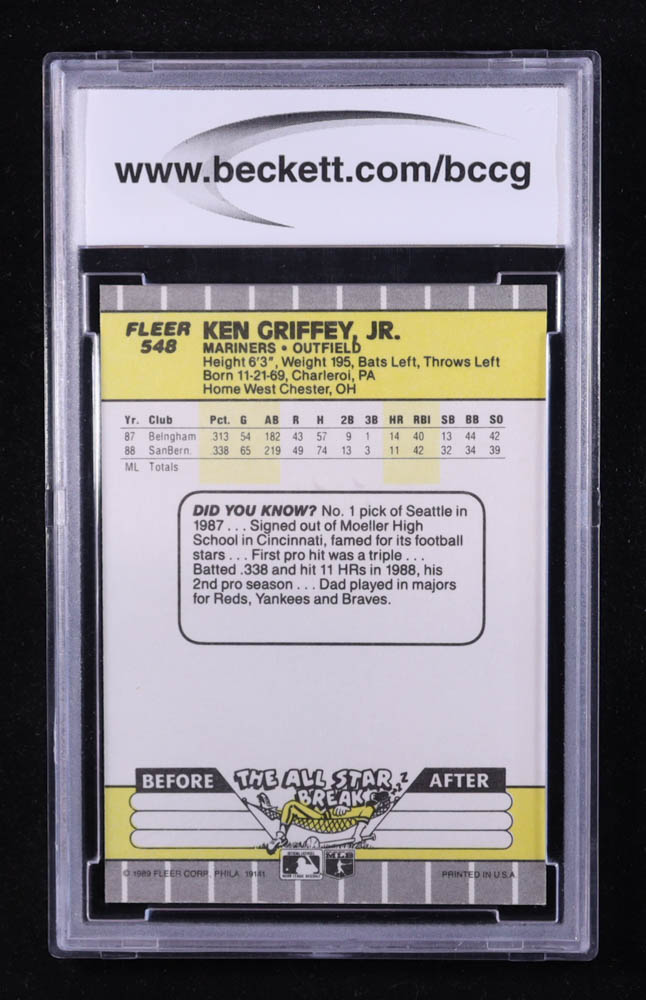 www.beckett.com/bccg
FLEER
548
KEN GRIFFEY, JR.
MARINERS • OUTFIELD
Height 6'3", Weight 195, Bats Left, Throws Left
Born 11-21-69, Charleroi, PA
Home West Chester, OH
Yr. Club Pct. G AB R H 2B 3B HR RBI SB BB SO
87 Belngham .313 54 182 43 57 9 1 14 40 13 44 42
88 SanBern. .338 65 219 49 74 13 3 11 42 32 34 39
ML Totals
DID YOU KNOW? No. 1 pick of Seattle in
1987 . . . Signed out of Moeller High
School in Cincinnati, famed for its football
stars . . . First pro hit was a triple . . .
Batted .338 and hit 11 HRs in 1988, his
2nd pro season . . . Dad played in majors
for Reds, Yankees and Braves.
BEFORE THE ALL STAR BREAK AFTER
© 1989 FLEER CORP., PHILA. 19141
PRINTED IN U.S.A.